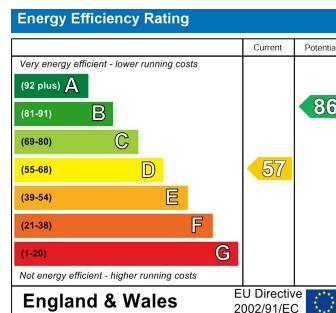 Energy Efficiency Rating
Current Potential
Very energy efficient - lower running costs
(92 plus) A
(81-91) B
86
(69-80) C
(55-68) D
57
(39-54) E
(21-38) F
(1-20) G
Not energy efficient - higher running costs
England & Wales
EU Directive
2002/91/EC